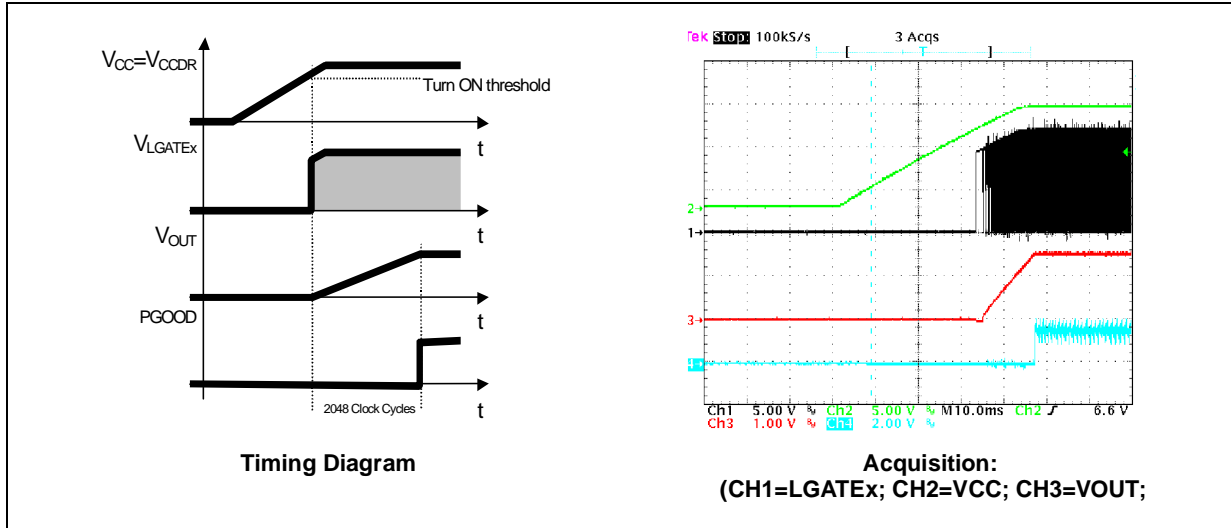 VCC=VCCDR
Turn ON threshold
t
VLGATEx
t
VOUT
t
PGOOD
2048 Clock Cycles
t
Timing Diagram
Tek Stop: 100kS/s 3 Acqs
[ T ]
2→
1→
3→
4→
Ch1 5.00 V Ch2 5.00 V M10.0ms Ch2 6.6 V
Ch3 1.00 V Ch4 2.00 V
Acquisition:
(CH1=LGATEx; CH2=VCC; CH3=VOUT;